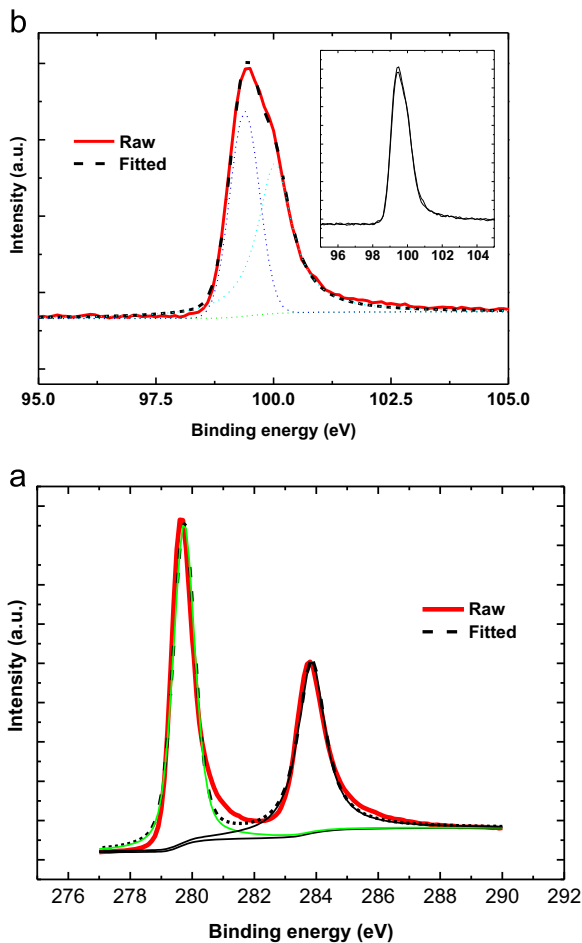 b
Intensity (a.u.)
Raw
Fitted
96 98 100 102 104
95.0 97.5 100.0 102.5 105.0
Binding energy (eV)
a
Intensity (a.u.)
Raw
Fitted
276 278 280 282 284 286 288 290 292
Binding energy (eV)